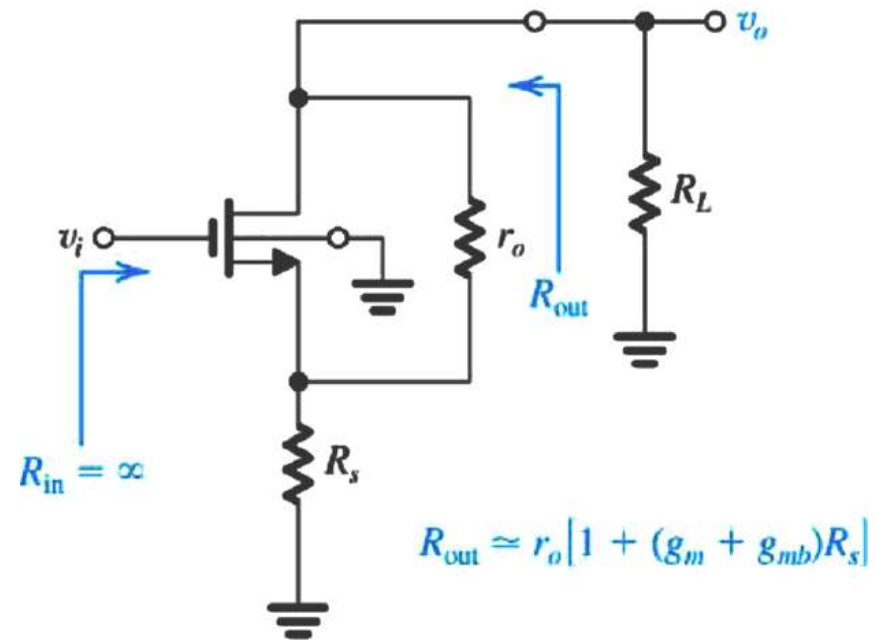 v_o
R_L
v_i
r_o
R_out
R_in = ∞
R_s
R_out ≃ r_o[1 + (g_m + g_mb)R_s]